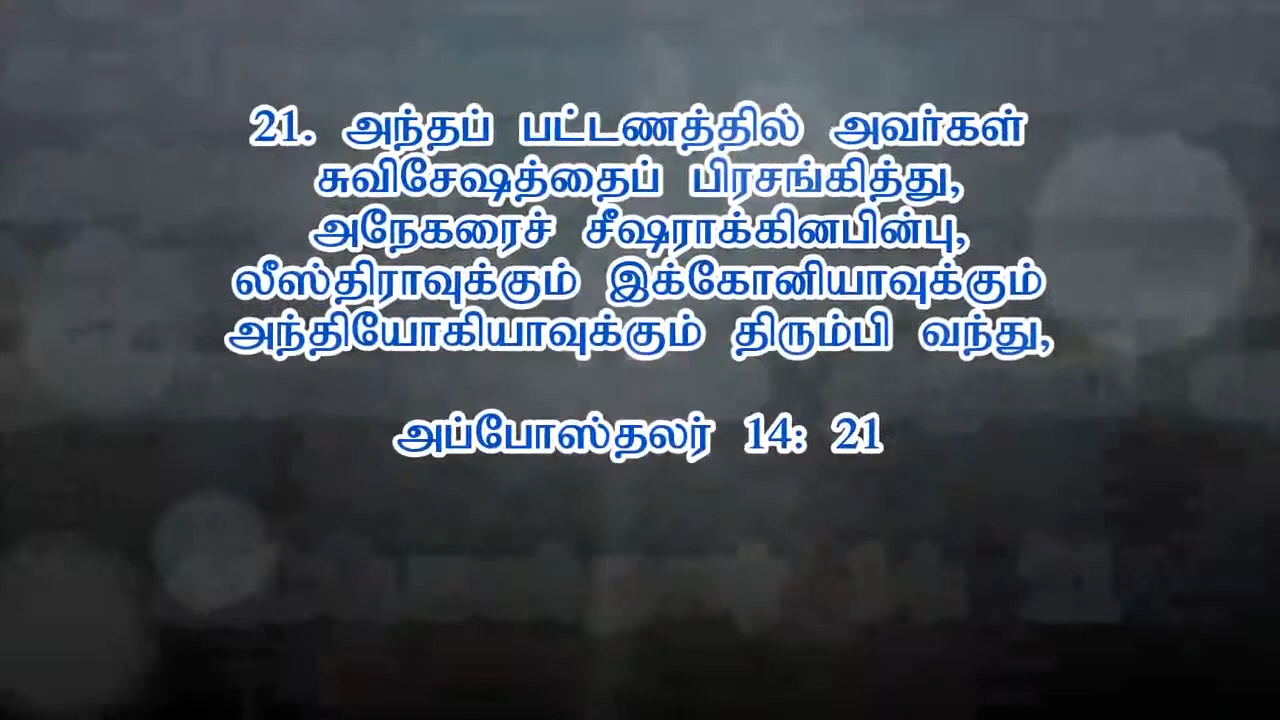 21. அந்தப் பட்டணத்தில் அவர்கள்
சுவிசேஷத்தைப் பிரசங்கித்து,
அநேகரைச் சீஷராக்கினபின்பு,
லீஸ்திராவுக்கும் இக்கோனியாவுக்கும்
அந்தியோகியாவுக்கும் திரும்பி வந்து,
அப்போஸ்தலர் 14: 21